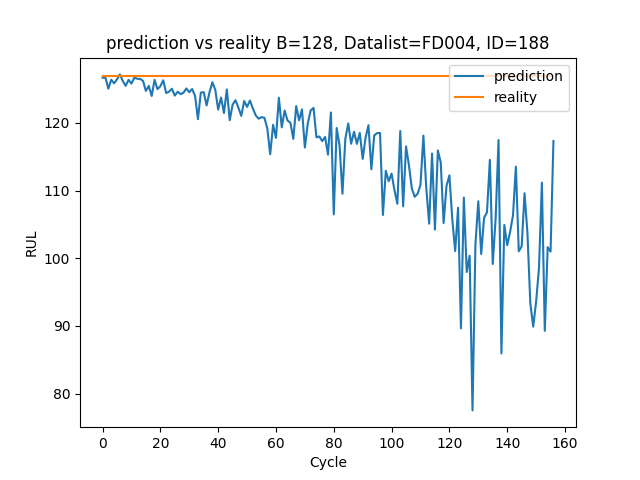 prediction vs reality B=128, Datalist=FD004, ID=188
prediction
reality
120
110
100
90
80
RUL
0 20 40 60 80 100 120 140 160
Cycle